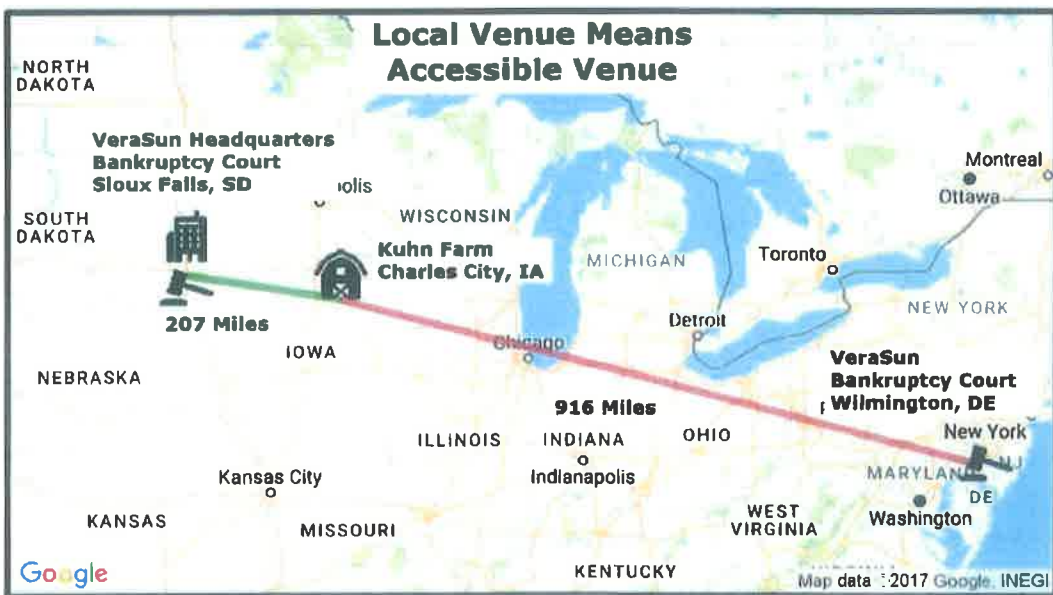 Local Venue Means
Accessible Venue
NORTH
DAKOTA
VeraSun Headquarters
Bankruptcy Court
Sioux Falls, SD
olis
Montreal
Ottawa
SOUTH
DAKOTA
WISCONSIN
Kuhn Farm
Charles City, IA
MICHIGAN
Toronto
NEW YORK
207 Miles
Detroit
IOWA
Chicago
NEBRASKA
VeraSun
Bankruptcy Court
Wilmington, DE
916 Miles
ILLINOIS
INDIANA
OHIO
New York
Indianapolis
Kansas City
MARYLAND
NJ
DE
KANSAS
MISSOURI
WEST
VIRGINIA
Washington
KENTUCKY
Google
Map data 2017 Google, INEGI